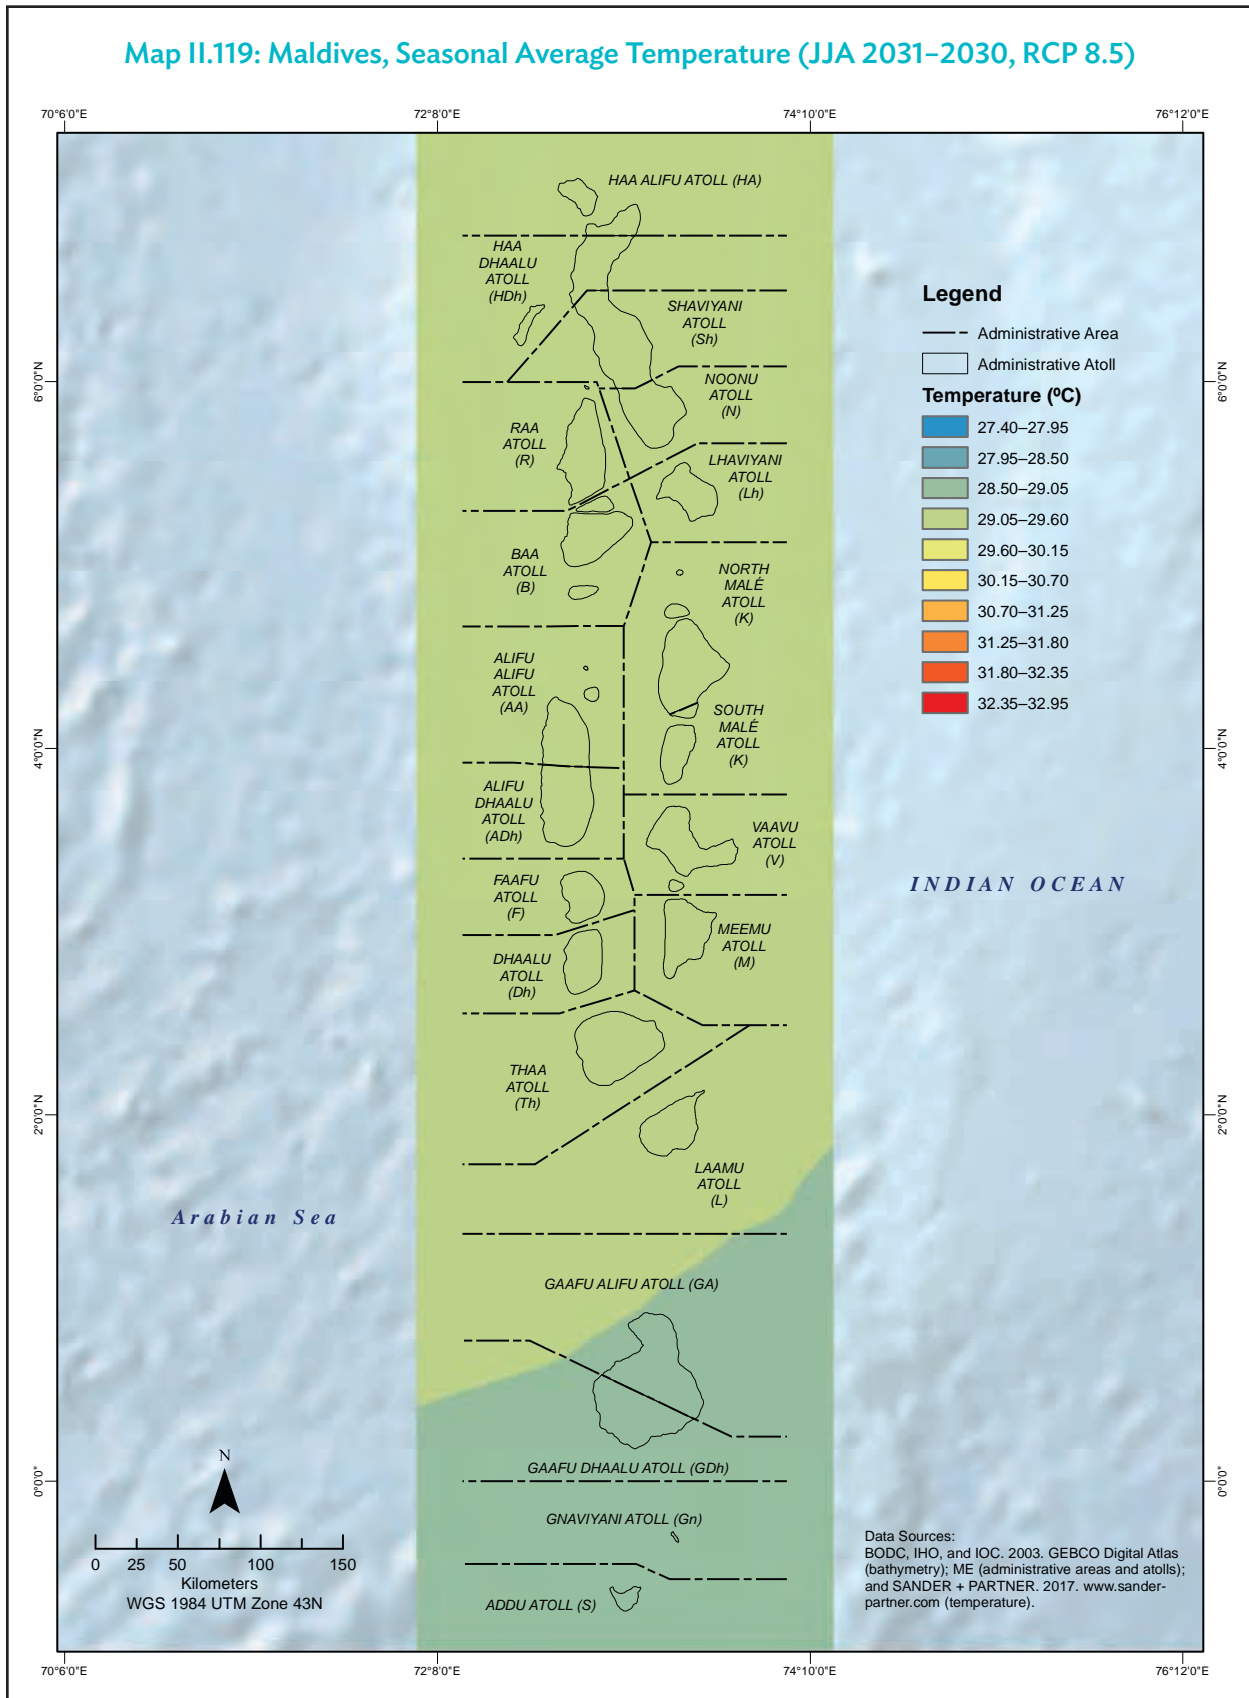 Map II.119: Maldives, Seasonal Average Temperature (JJA 2031–2030, RCP 8.5)
70°6'0"E
72°8'0"E
74°10'0"E
76°12'0"E
HAA ALIFU ATOLL (HA)
HAA
DHAALU
ATOLL
(HDh)
SHAVIYANI
ATOLL
(Sh)
6°0'0"N
6°0'0"N
NOONU
ATOLL
(N)
RAA
ATOLL
(R)
LHAVIYANI
ATOLL
(Lh)
BAA
ATOLL
(B)
NORTH
MALÉ
ATOLL
(K)
ALIFU
ALIFU
ATOLL
(AA)
SOUTH
MALÉ
ATOLL
(K)
4°0'0"N
4°0'0"N
ALIFU
DHAALU
ATOLL
(ADh)
VAAVU
ATOLL
(V)
FAAFU
ATOLL
(F)
MEEMU
ATOLL
(M)
DHAALU
ATOLL
(Dh)
THAA
ATOLL
(Th)
2°0'0"N
2°0'0"N
LAAMU
ATOLL
(L)
GAAFU ALIFU ATOLL (GA)
GAAFU DHAALU ATOLL (GDh)
0°0'0"
0°0'0"
GNAVIYANI ATOLL (Gn)
ADDU ATOLL (S)
Legend
Administrative Area
Administrative Atoll
Temperature (ºC)
27.40–27.95
27.95–28.50
28.50–29.05
29.05–29.60
29.60–30.15
30.15–30.70
30.70–31.25
31.25–31.80
31.80–32.35
32.35–32.95
INDIAN OCEAN
Arabian Sea
N
0 25 50 100 150
Kilometers
WGS 1984 UTM Zone 43N
Data Sources:
BODC, IHO, and IOC. 2003. GEBCO Digital Atlas
(bathymetry); ME (administrative areas and atolls);
and SANDER + PARTNER. 2017. www.sander-
partner.com (temperature).
70°6'0"E
72°8'0"E
74°10'0"E
76°12'0"E